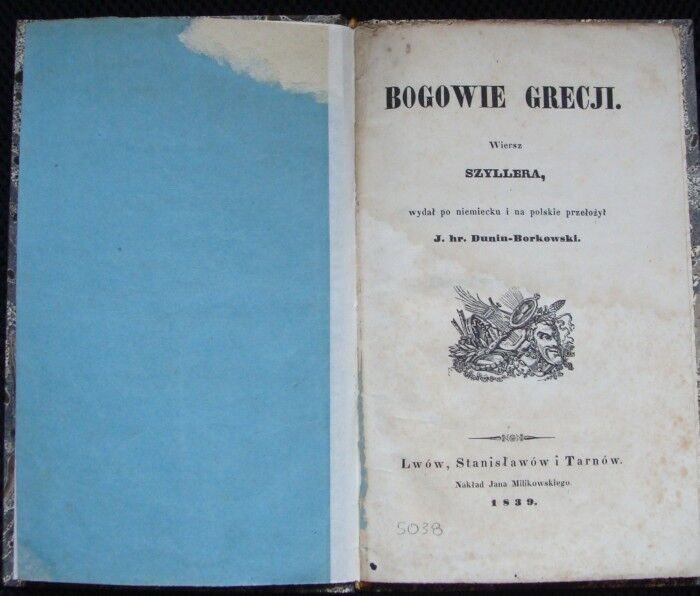 BOGOWIE GRECJI.
Wiersz
SZYLLERA,
wydał po niemiecku i na polskie przełożył
J. hr. Dunin-Borkowski.
Lwów, Stanisławów i Tarnów.
Nakład Jana Milikowskiego.
1839.
5038